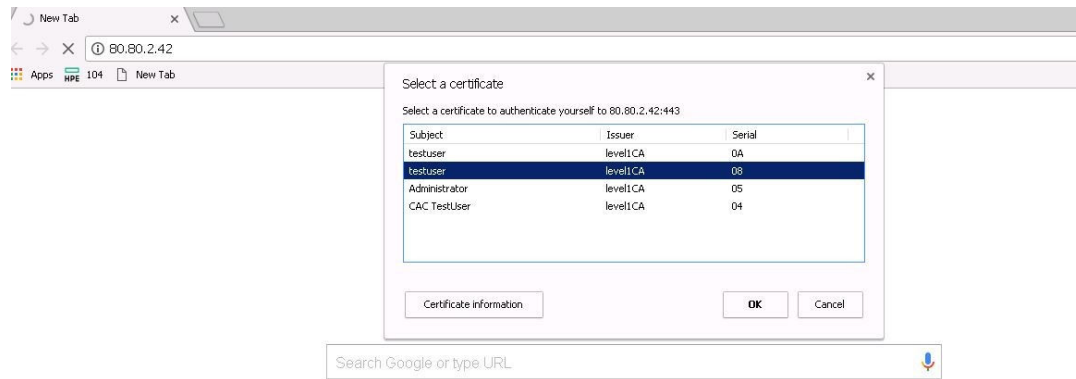 New Tab
80.80.2.42
Apps HPE 104 New Tab
Select a certificate
Select a certificate to authenticate yourself to 80.80.2.42:443
Subject Issuer Serial
testuser level1CA 0A
testuser level1CA 08
Administrator level1CA 05
CAC TestUser level1CA 04
Certificate information OK Cancel
Search Google or type URL